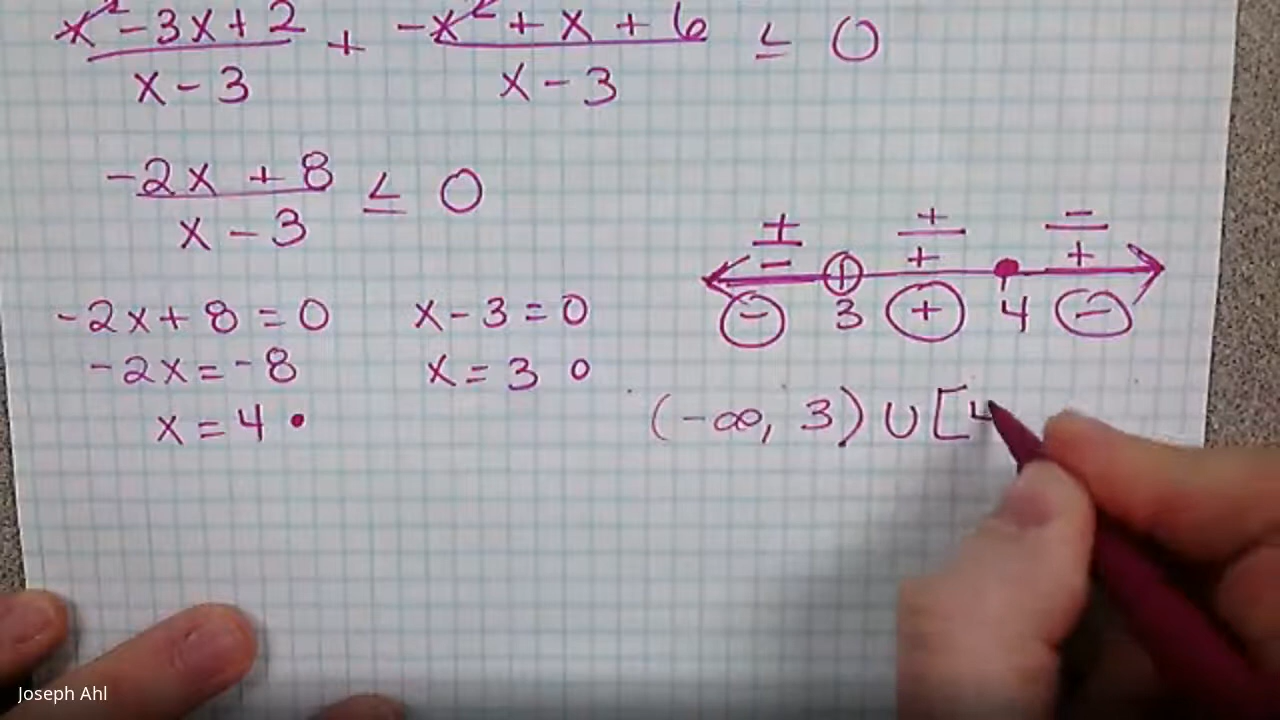 x² - 3x + 2 / x - 3 + -x² + x + 6 / x - 3 ≤ 0
-2x + 8 / x - 3 ≤ 0
-2x + 8 = 0
-2x = -8
x = 4 •
x - 3 = 0
x = 3 ○
+ / - + / + - / +
3 4
- + -
(-∞, 3) ∪ [4
Joseph Ahl